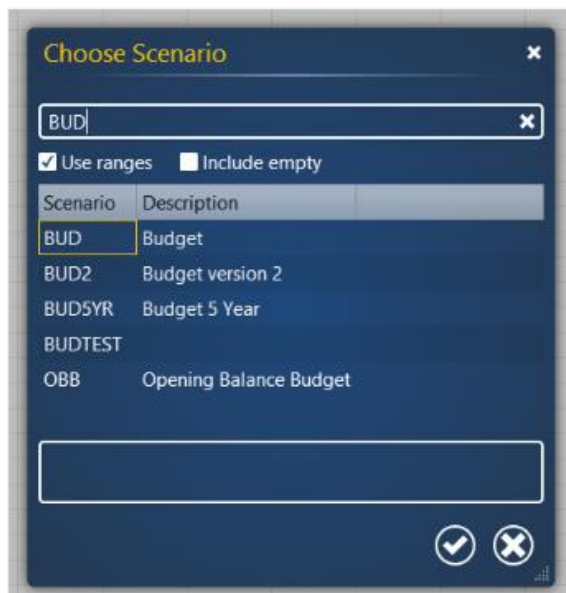 Choose Scenario
BUD
Use ranges Include empty
Scenario Description
BUD Budget
BUD2 Budget version 2
BUD5YR Budget 5 Year
BUDTEST
OBB Opening Balance Budget